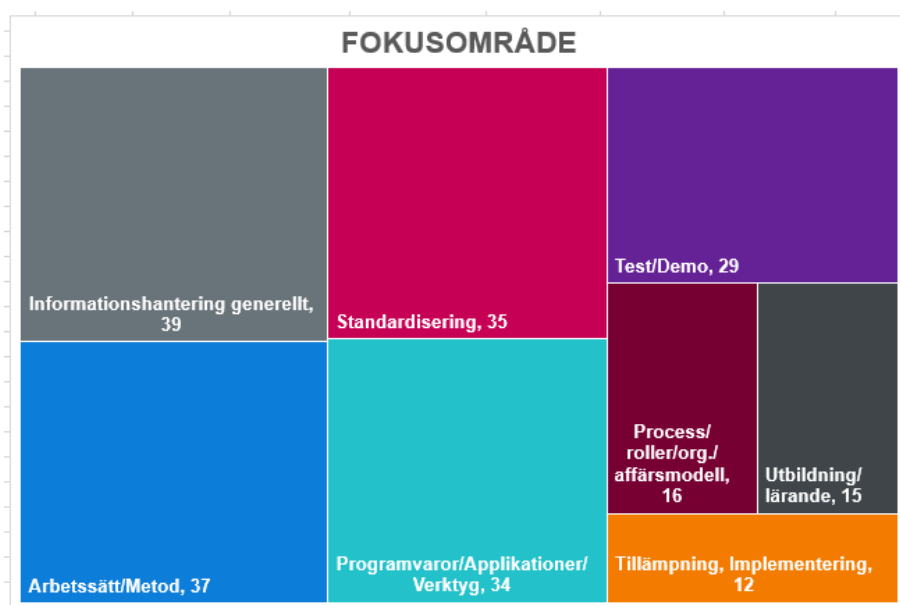 FOKUSOMRÅDE
Informationshantering generellt,
39
Standardisering, 35
Test/Demo, 29
Arbetssätt/Metod, 37
Programvaror/Applikationer/
Verktyg, 34
Process/
roller/org./
affärsmodell,
16
Utbildning/
lärande, 15
Tillämpning, Implementering,
12